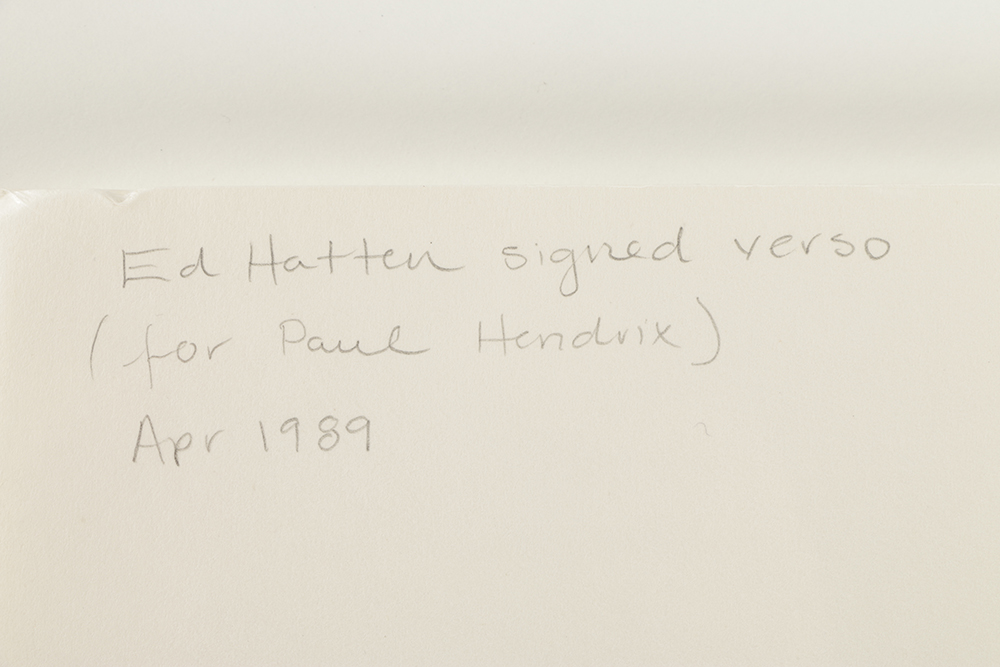 Ed Hatten signed verso
(for Paul Hendrix)
Apr 1989